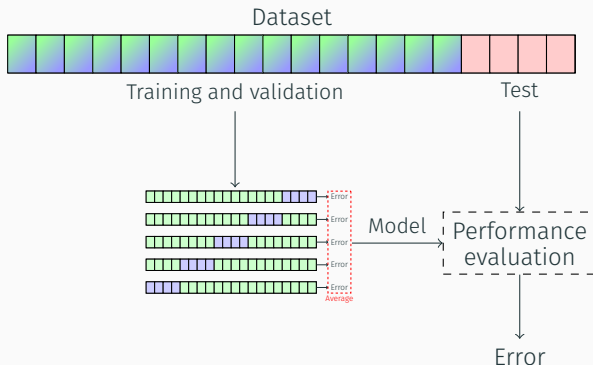 Dataset
Training and validation
Test
Error
Error
Error
Error
Error
Average
Model
Performance
evaluation
Error